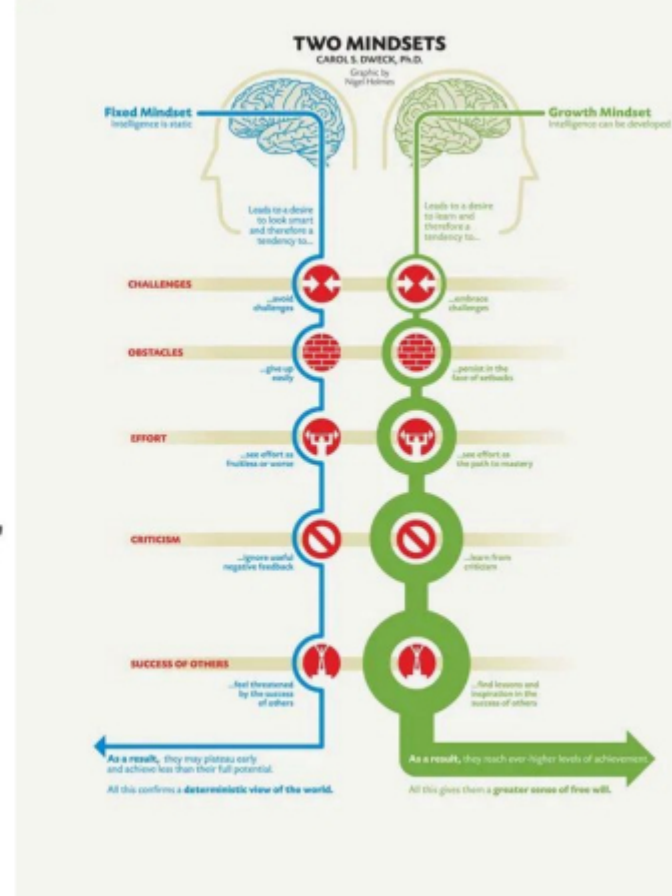 TWO MINDSETS
CAROL S. DWECK, Ph.D.
Graphic by
Nigel Holmes
Fixed Mindset
Intelligence is static
Growth Mindset
Intelligence can be developed
Leads to a desire
to look smart
and therefore a
tendency to...
Leads to a desire
to learn and
therefore a
tendency to...
CHALLENGES
...avoid
challenges
...embrace
challenges
OBSTACLES
...give up
easily
...persist in the
face of setbacks
EFFORT
...see effort as
fruitless or worse
...see effort as
the path to mastery
CRITICISM
...ignore useful
negative feedback
...learn from
criticism
SUCCESS OF OTHERS
...feel threatened
by the success
of others
...find lessons and
inspiration in the
success of others
As a result, they may plateau early
and achieve less than their full potential.
All this confirms a deterministic view of the world.
As a result, they reach ever-higher levels of achievement.
All this gives them a greater sense of free will.